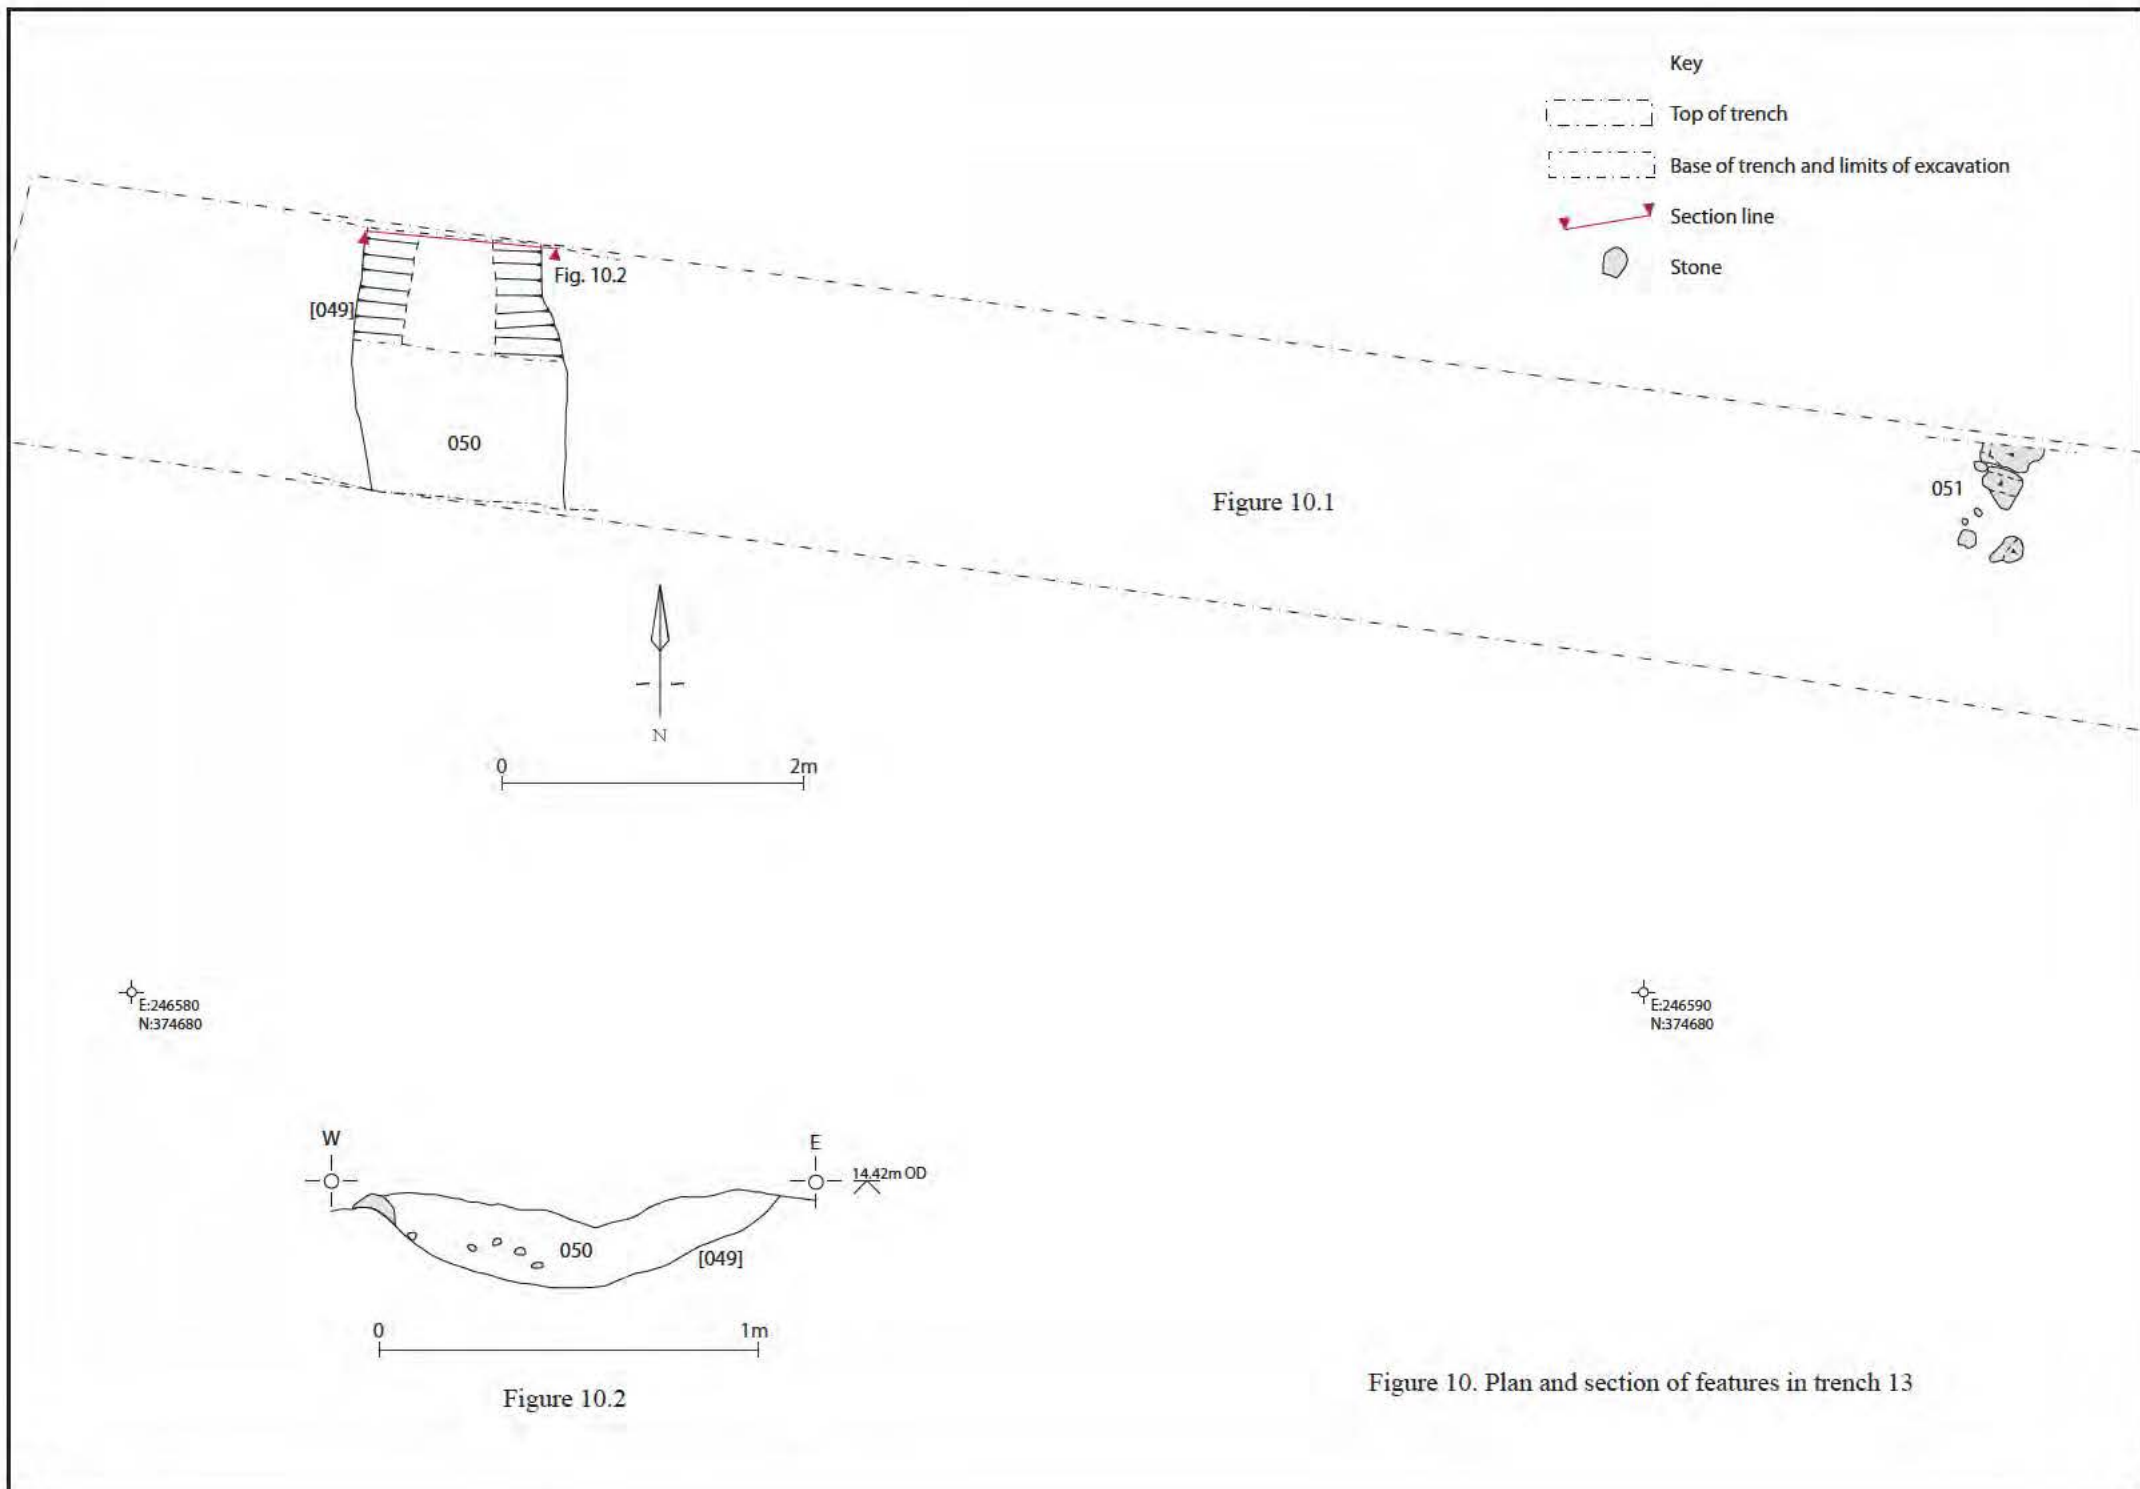 Key
Top of trench
Base of trench and limits of excavation
Section line
Stone
Fig. 10.2
[049]
050
051
Figure 10.1
N
0 2m
E:246580
N:374680
E:246590
N:374680
W E
14.42m OD
050
[049]
0 1m
Figure 10.2
Figure 10. Plan and section of features in trench 13